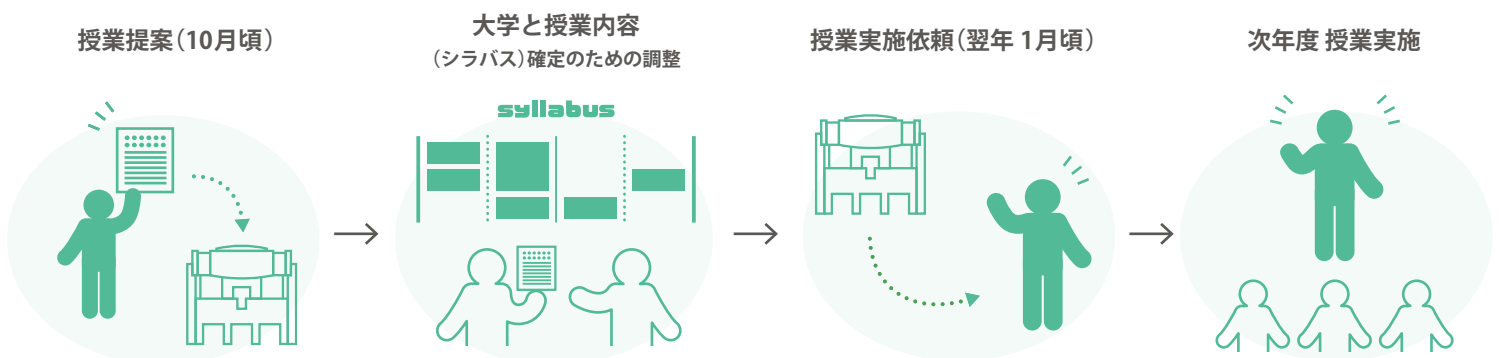 授業提案（10月頃）
大学と授業内容
（シラバス）確定のための調整
syllabus
授業実施依頼（翌年 1月頃）
次年度 授業実施